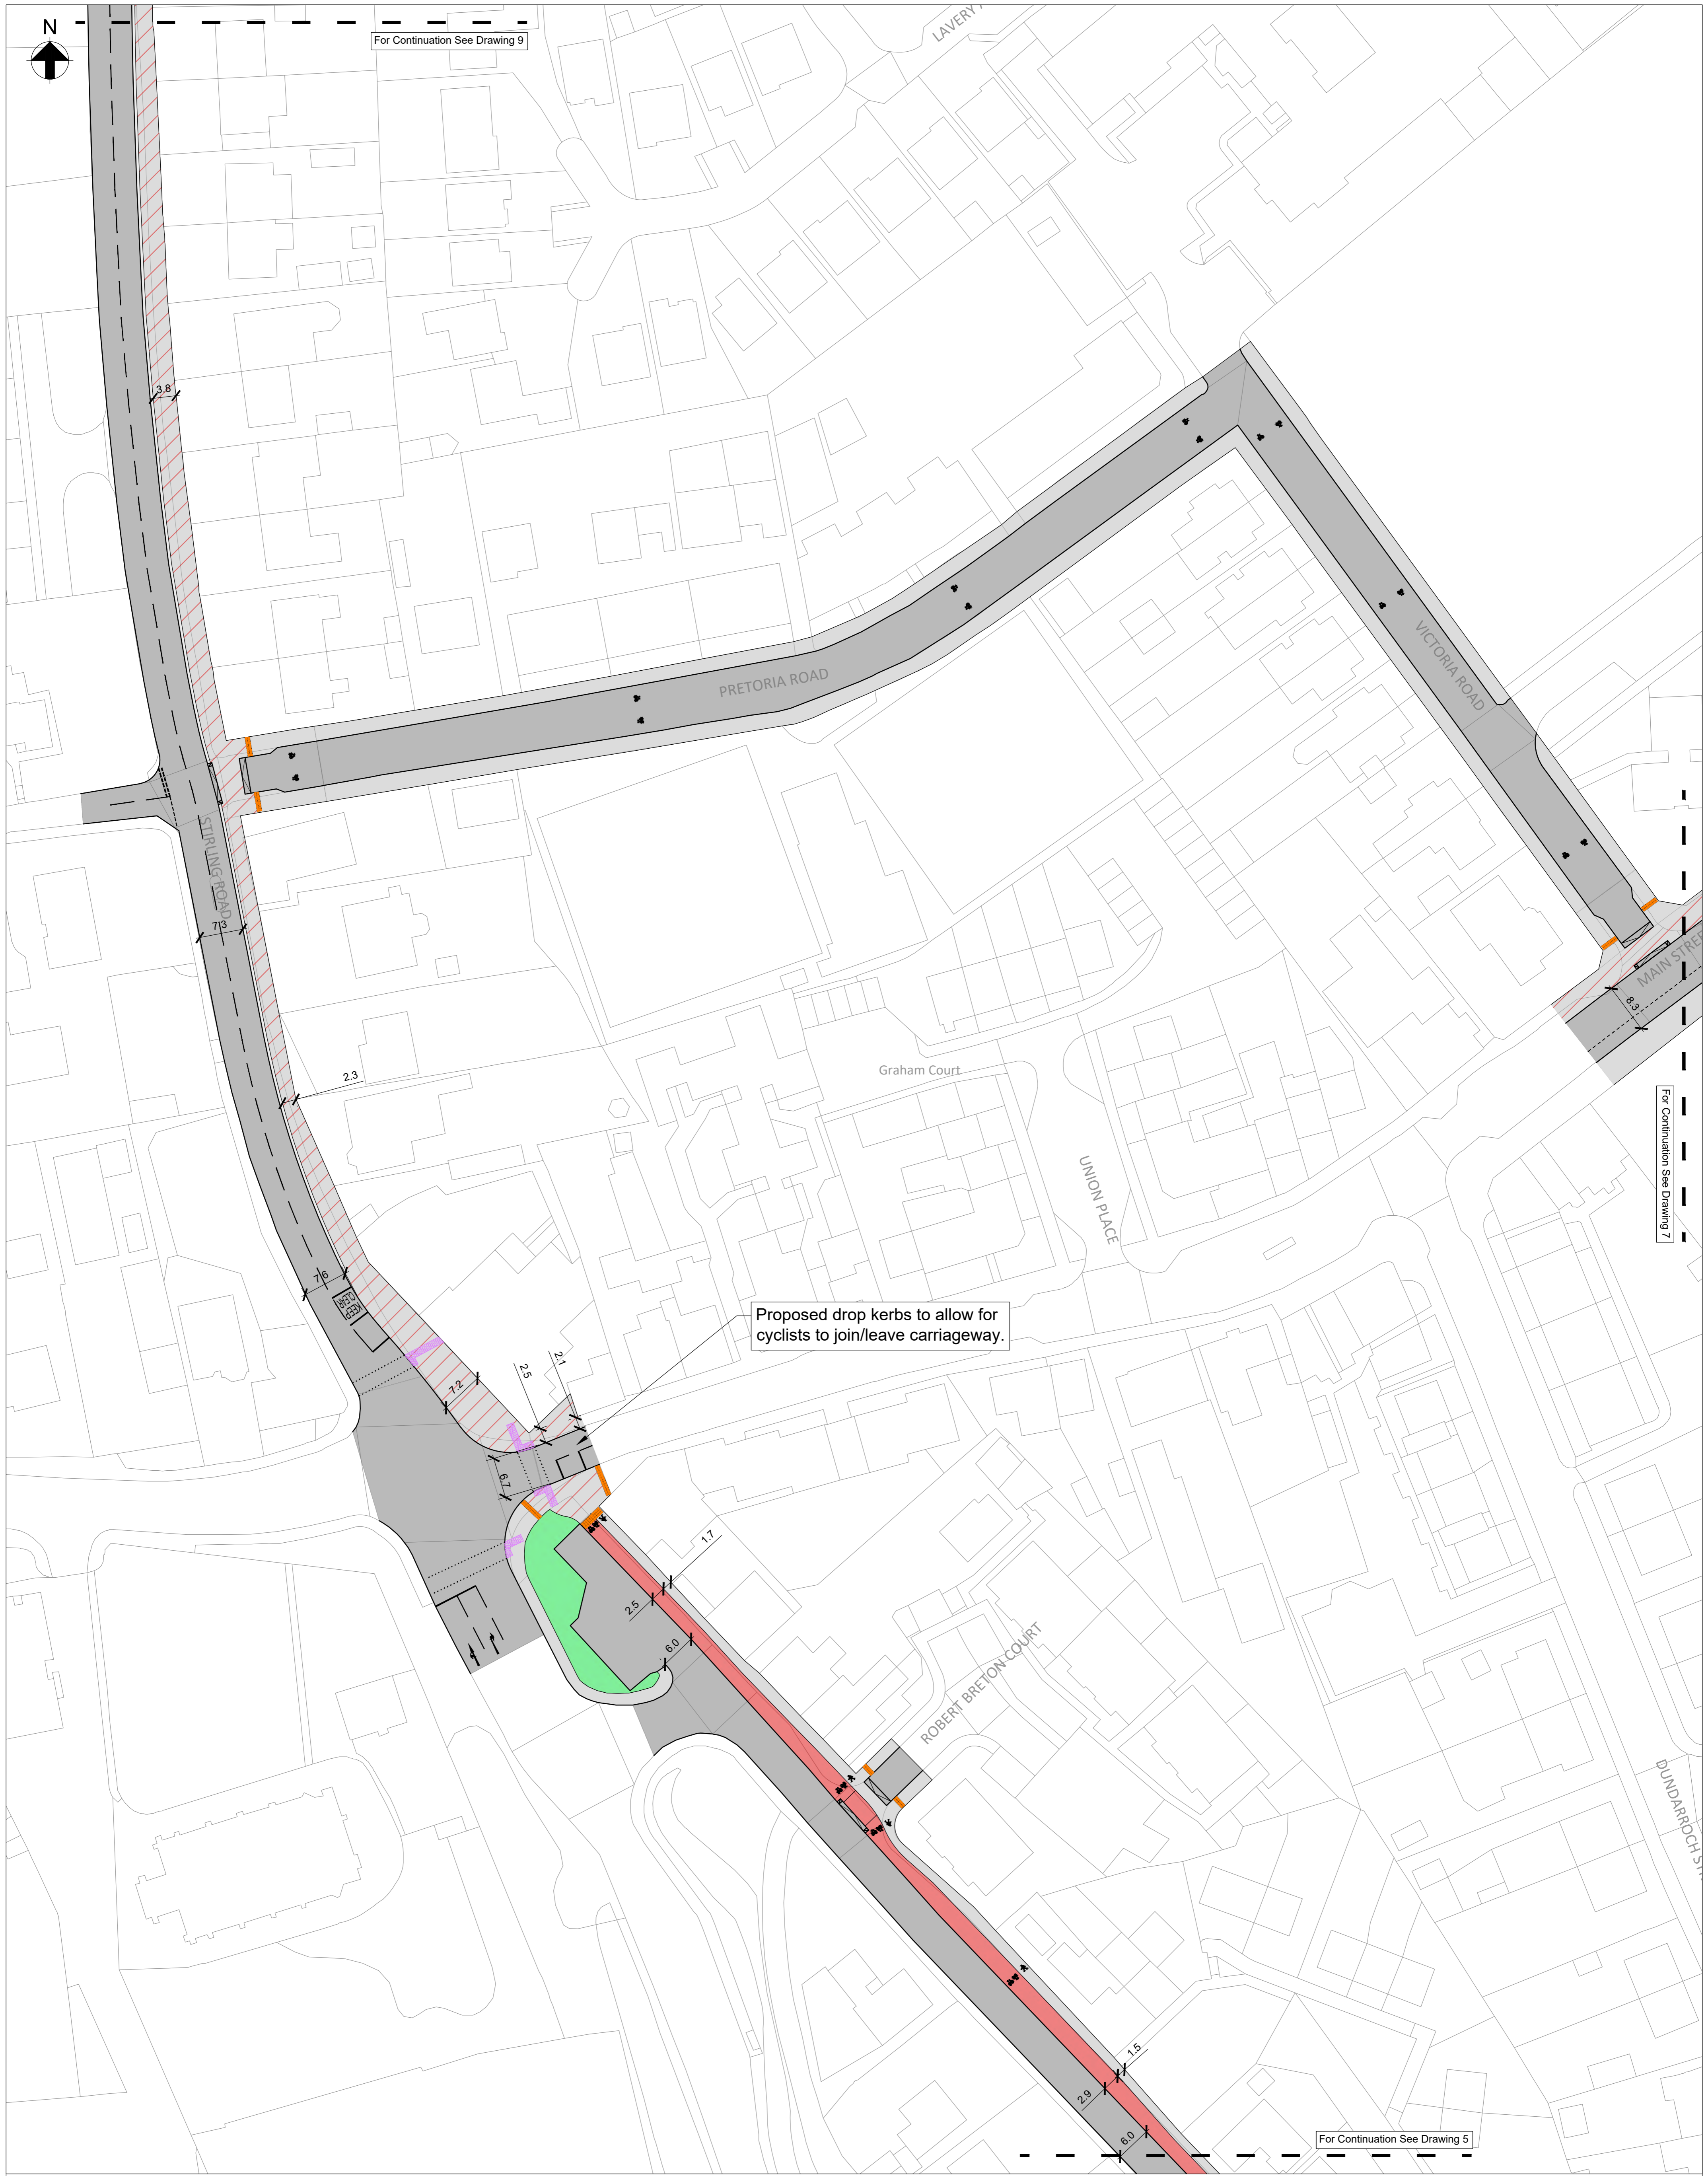 N
For Continuation See Drawing 9
LAVERY
3.8
PRETORIA ROAD
VICTORIA ROAD
STIRLING ROAD
7.3
MAIN STREE
8.3
2.3
Graham Court
For Continuation See Drawing 7
UNION PLACE
7.6
KEEP
CLEAR
Proposed drop kerbs to allow for
cyclists to join/leave carriageway.
2.5
2.1
7.2
6.7
1.7
2.5
6.0
ROBERT BRETON COURT
DUNDARROCH ST
1.5
2.9
6.0
For Continuation See Drawing 5